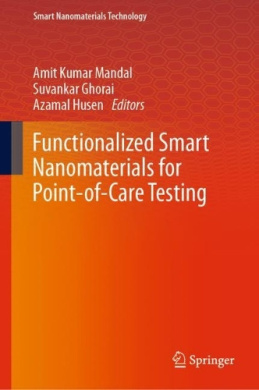 Smart Nanomaterials Technology
Amit Kumar Mandal
Suvankar Ghorai
Azamal Husen Editors
Functionalized Smart
Nanomaterials for
Point-of-Care Testing
Springer